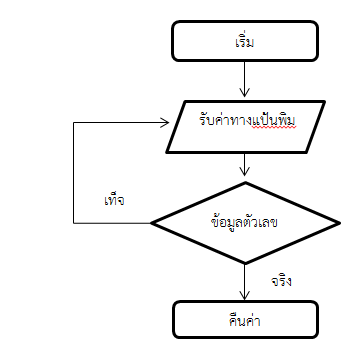 เริ่ม
รับค่าทางแป้นพิม
เท็จ
ข้อมูลตัวเลข
จริง
คืนค่า